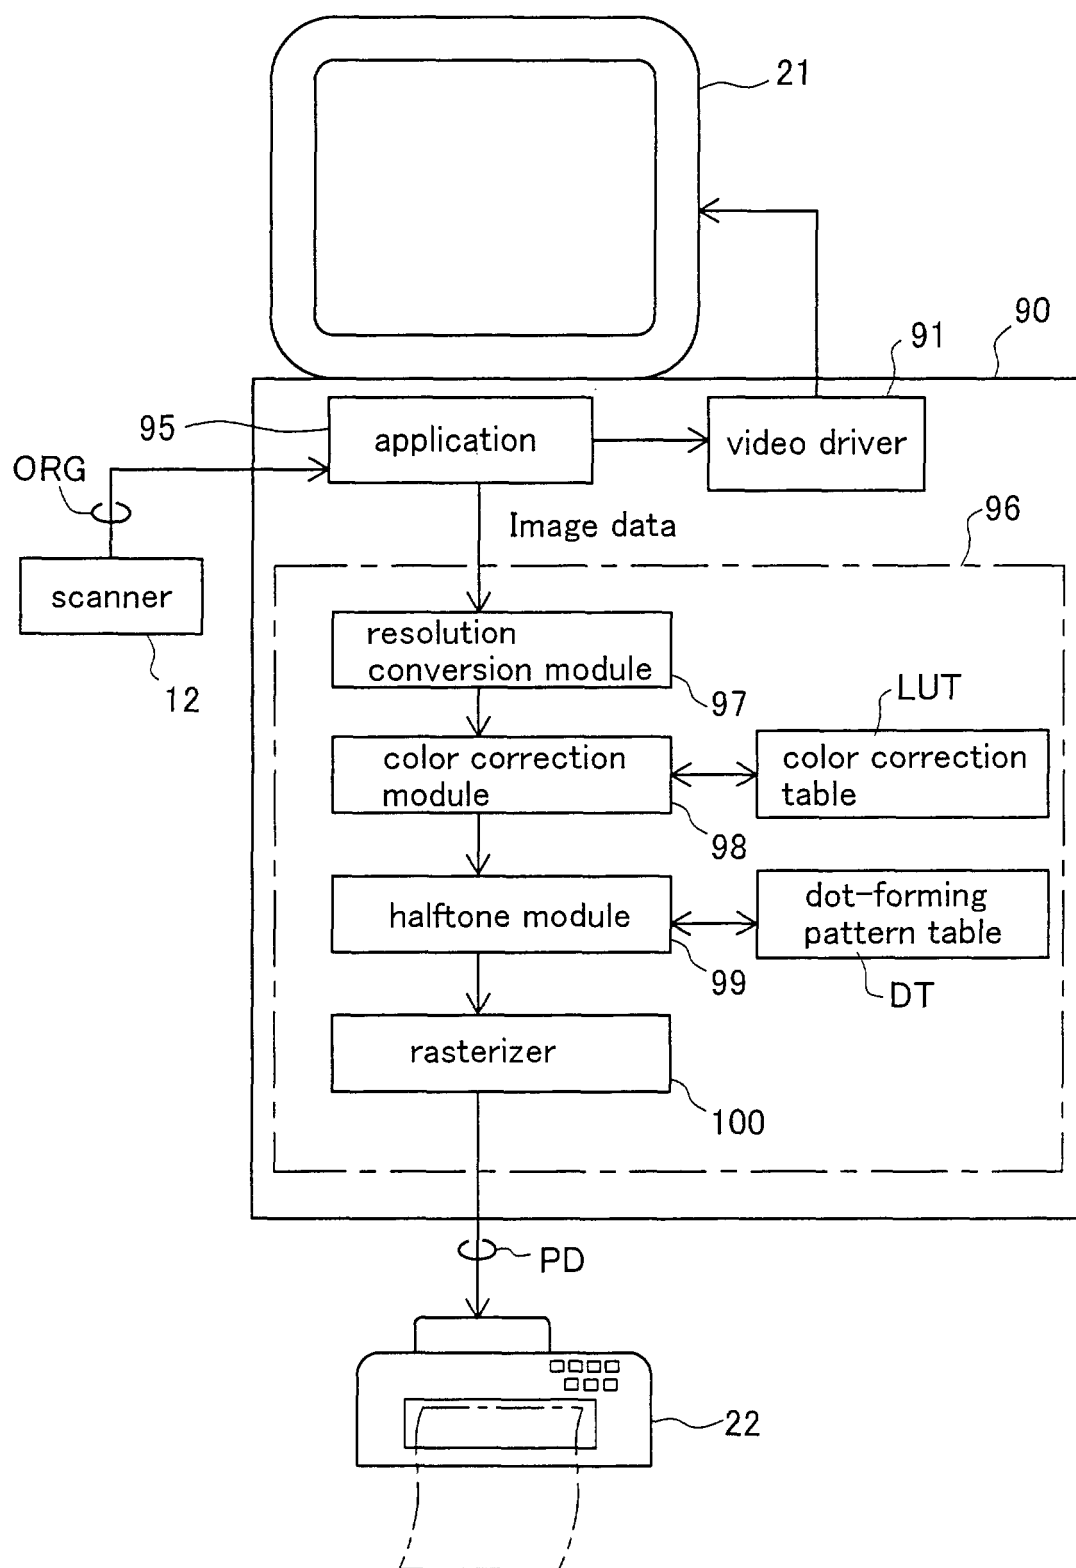 21
90
91
95
application
video driver
ORG
Image data
96
scanner
12
resolution
conversion module
97
LUT
color correction
module
98
color correction
table
halftone module
99
dot-forming
pattern table
DT
rasterizer
100
PD
22